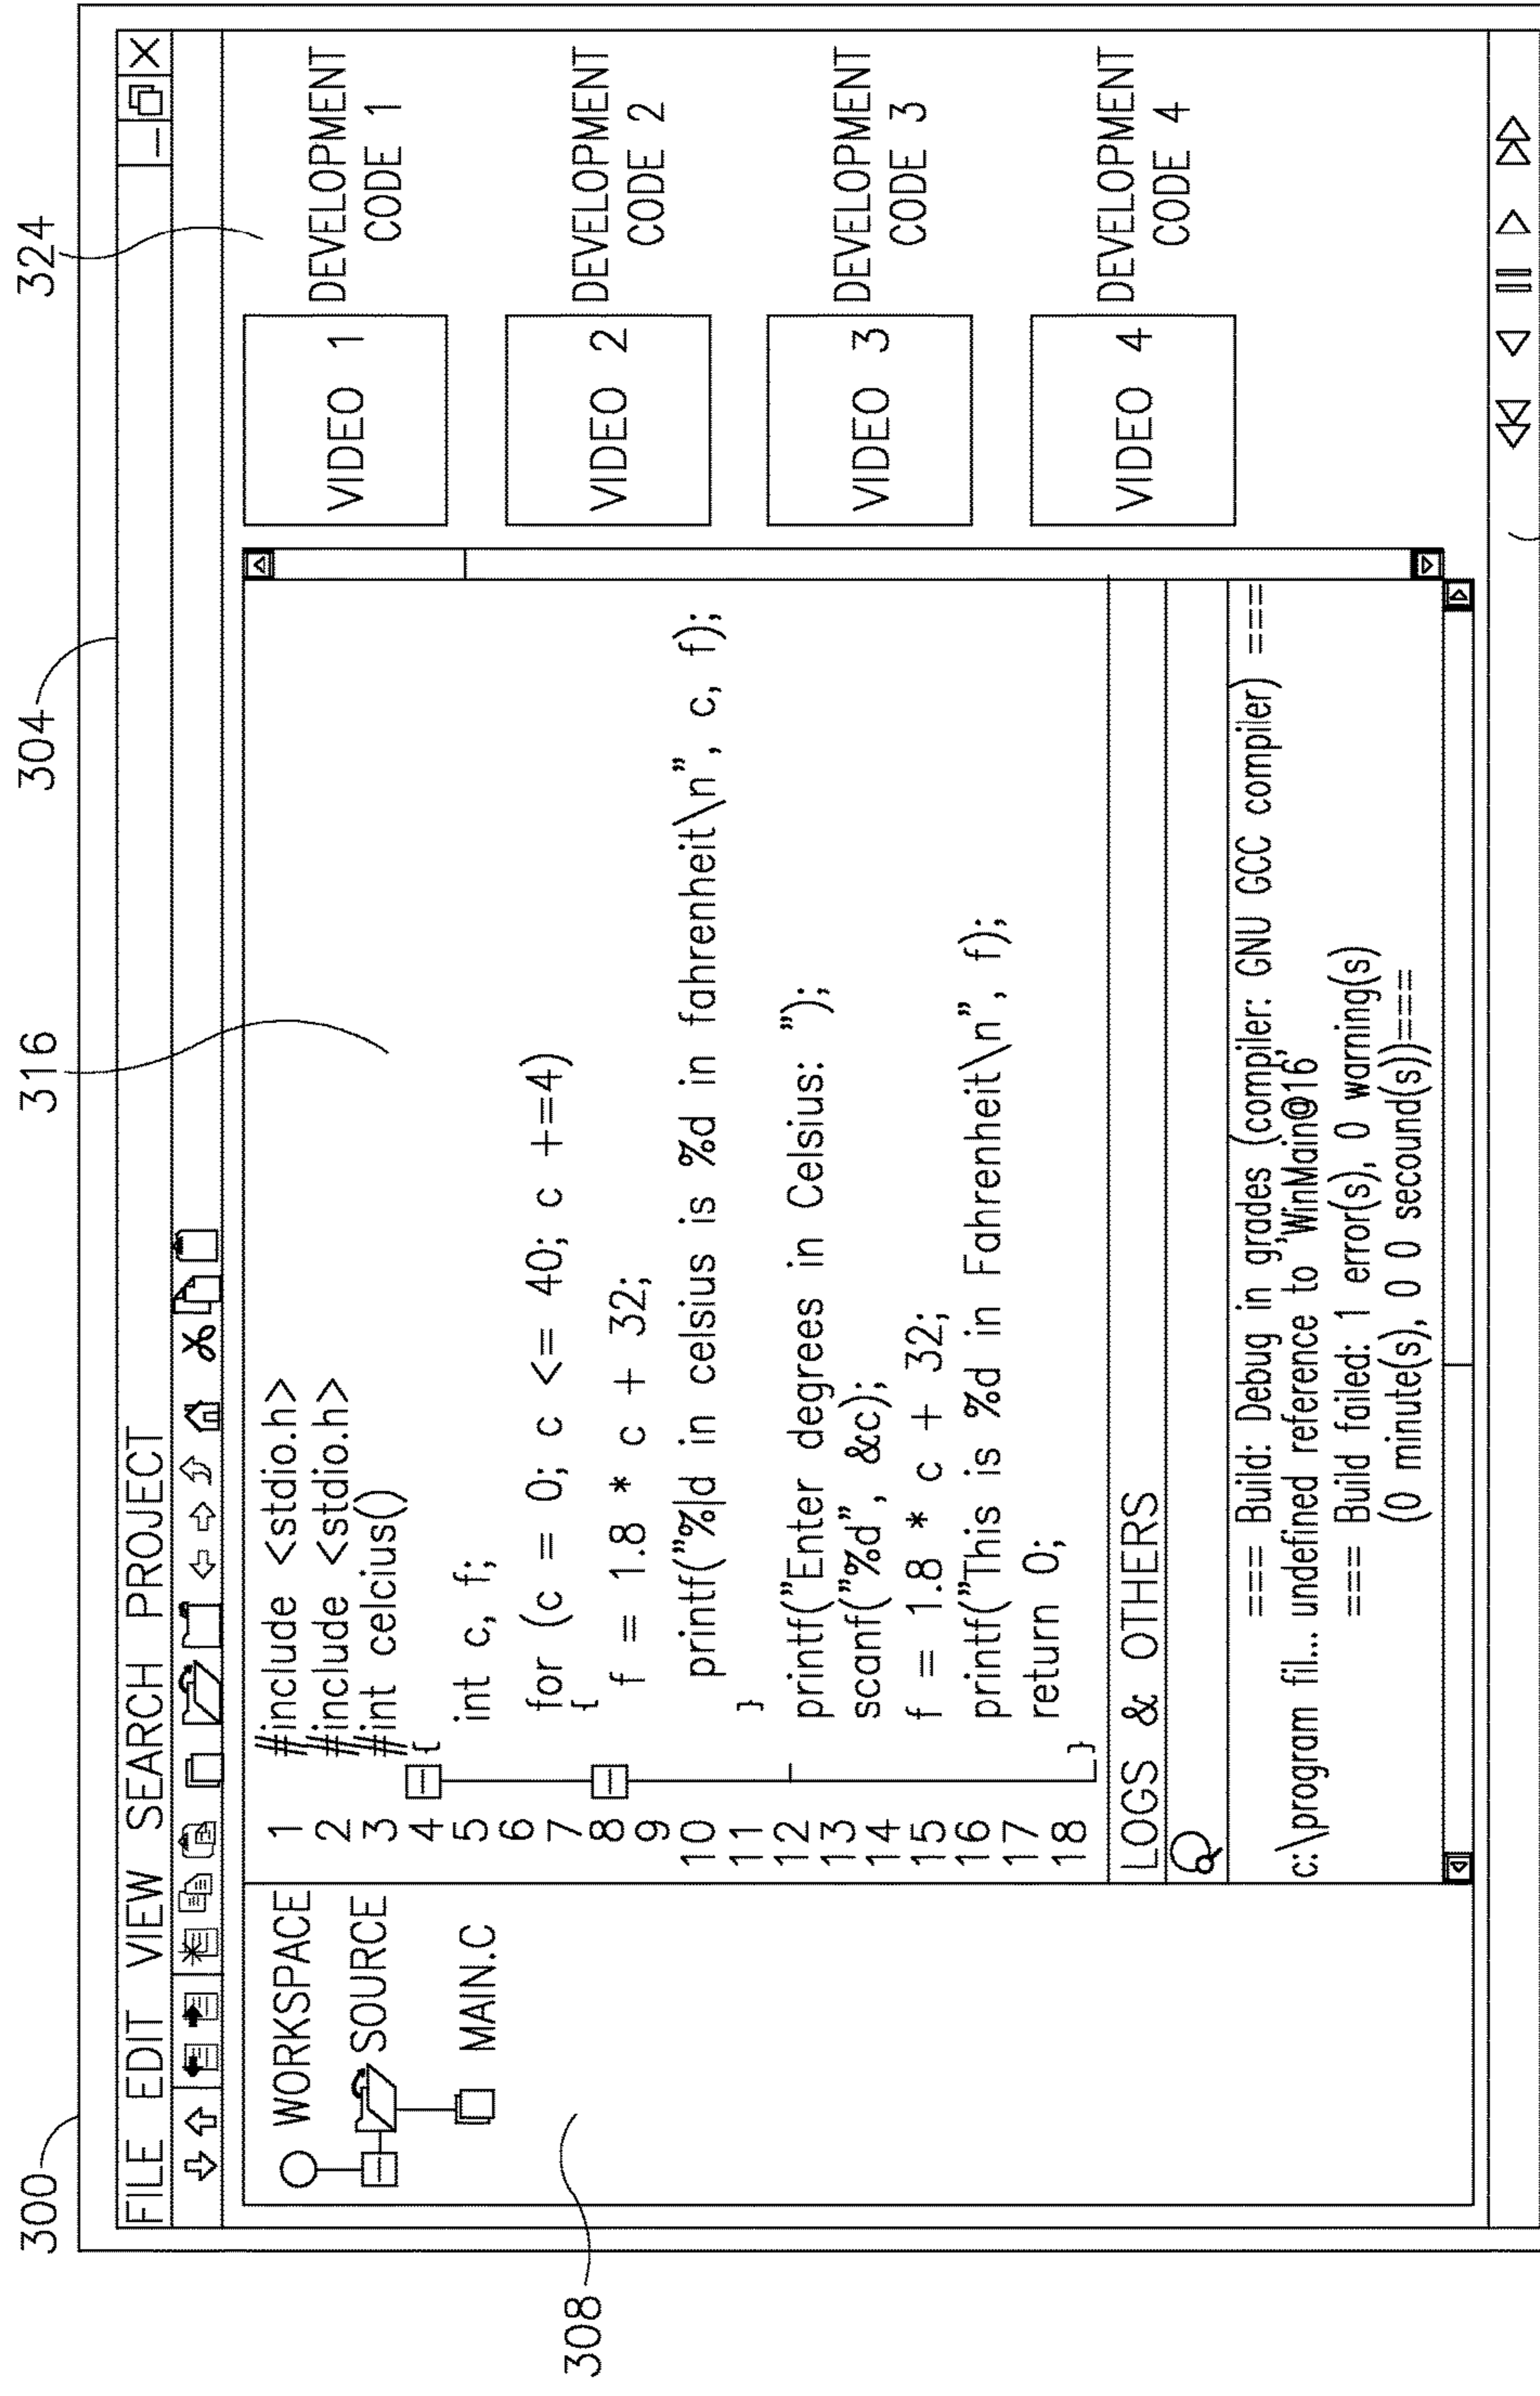 300
304
316
324
308
FILE EDIT VIEW SEARCH PROJECT
WORKSPACE
SOURCE
MAIN.C
1 #include <stdio.h>
2 #include <stdio.h>
3 #int celcius()
4 {
5 int c, f;
6
7 for (c = 0; c <= 40; c +=4)
8 {
9 f = 1.8 * c + 32;
10 printf("%|d in celsius is %d in fahrenheit\n", c, f);
11 }
12 printf("Enter degrees in Celsius: ");
13 scanf("%d", &c);
14
15 f = 1.8 * c + 32;
16 printf("This is %d in Fahrenheit\n", f);
17 return 0;
18 }
LOGS & OTHERS
=== Build: Debug in grades (compiler: GNU GCC compiler) ===
c:\program fil... undefined reference to 'WinMain@16'
=== Build failed: 1 error(s), 0 warning(s)
(0 minute(s), 0 0 secound(s))===
VIDEO 1
DEVELOPMENT
CODE 1
VIDEO 2
DEVELOPMENT
CODE 2
VIDEO 3
DEVELOPMENT
CODE 3
VIDEO 4
DEVELOPMENT
CODE 4